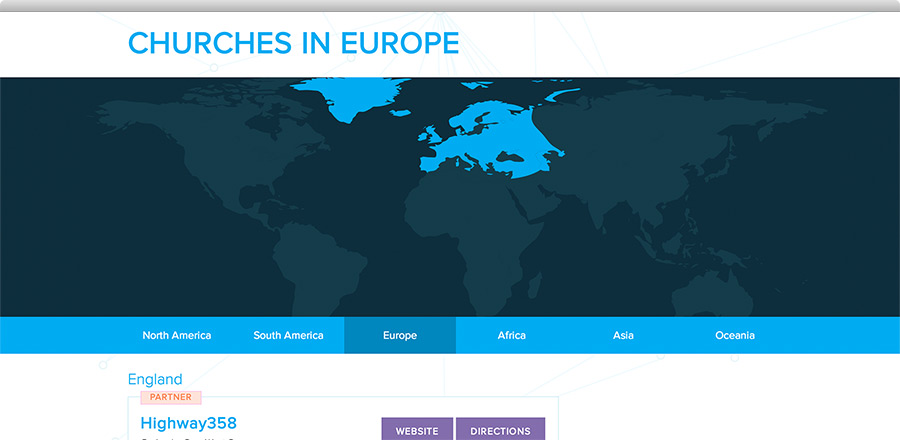 CHURCHES IN EUROPE
North America South America Europe Africa Asia Oceania
England
PARTNER
Highway358
WEBSITE DIRECTIONS